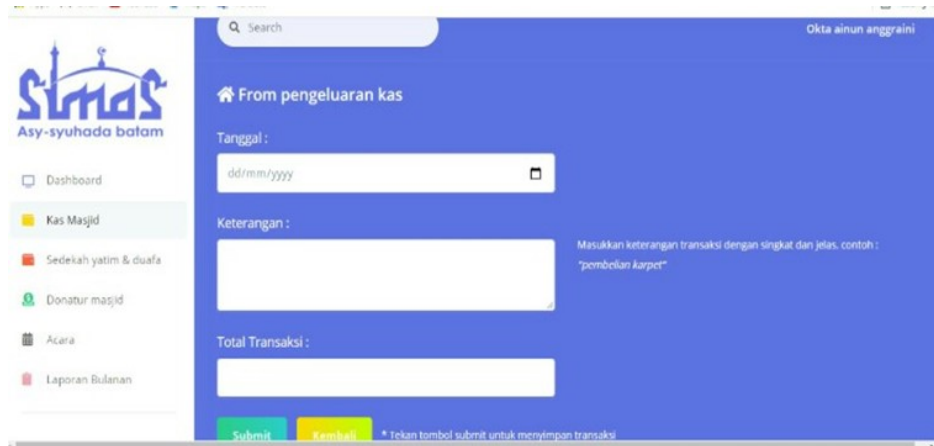 Search
Okta ainun anggraini
Simas
Asy-syuhada batam
Dashboard
Kas Masjid
Sedekah yatim & duafa
Donatur masjid
Acara
Laporan Bulanan
From pengeluaran kas
Tanggal :
dd/mm/yyyy
Keterangan :
Masukkan keterangan transaksi dengan singkat dan jelas. contoh :
"pembelian karpet"
Total Transaksi :
Submit
Kembali
* Tekan tombol submit untuk menyimpan transaksi